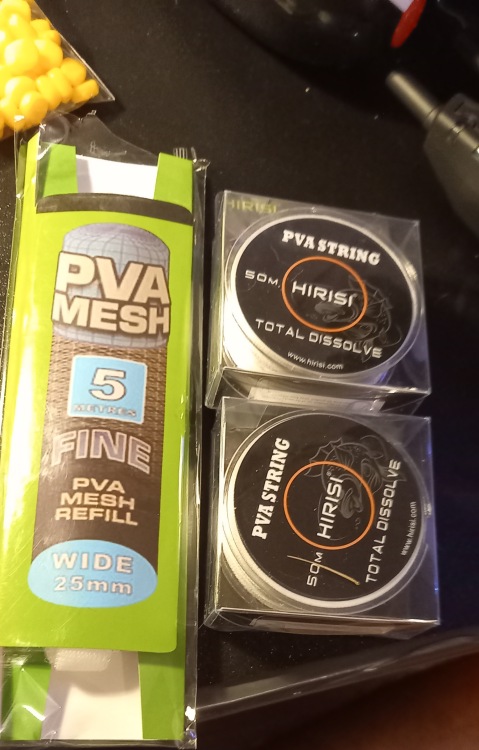 PVA
MESH
5
METRES
FINE
PVA
MESH
REFILL
WIDE
25mm
HIRISI
PVA STRING
50M
HIRISI
TOTAL DISSOLVE
www.hirisi.com
PVA STRING
50M
HIRISI
TOTAL DISSOLVE
www.hirisi.com